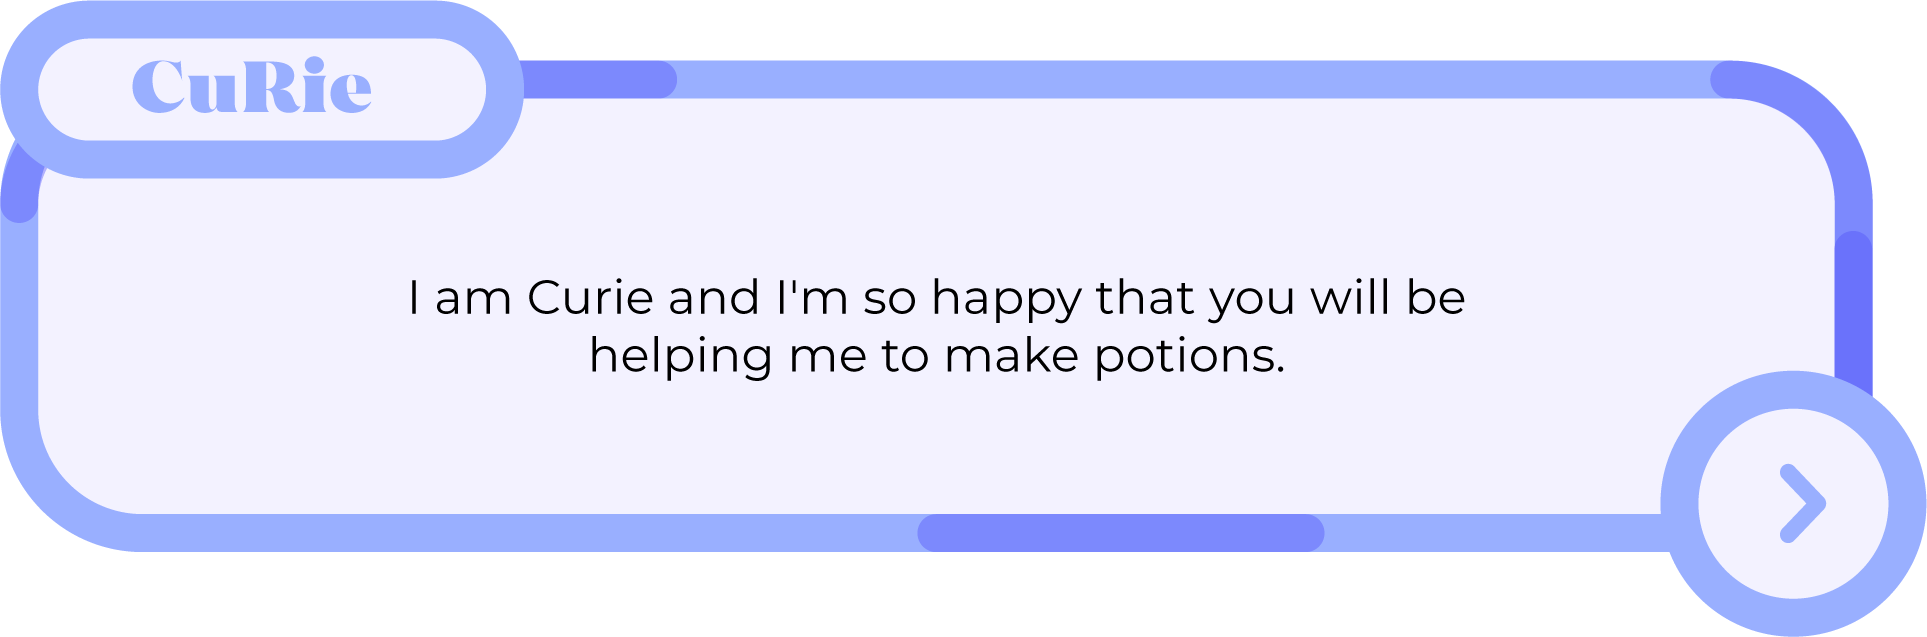 CuRie
I am Curie and I'm so happy that you will be
helping me to make potions.